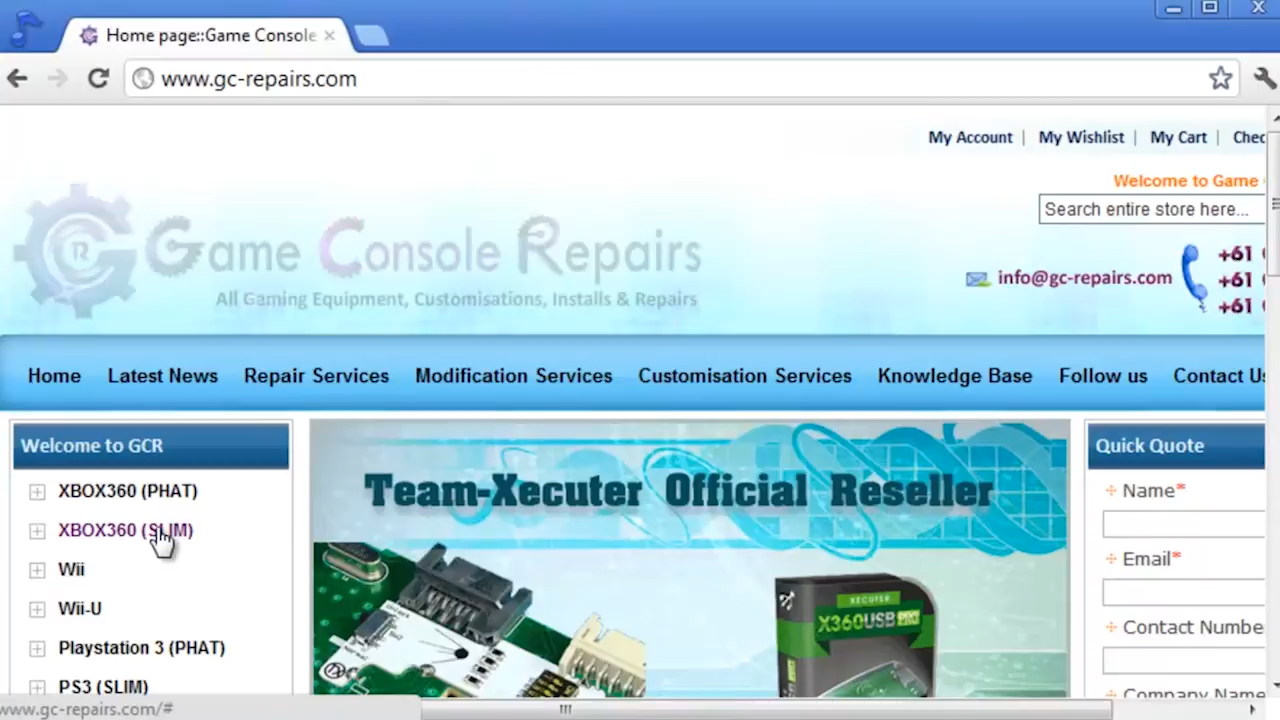 Home page::Game Console
www.gc-repairs.com
My Account | My Wishlist | My Cart | Chec
Welcome to Game
Search entire store here...
Game Console Repairs
All Gaming Equipment, Customisations, Installs & Repairs
info@gc-repairs.com
+61
+61
+61
Home Latest News Repair Services Modification Services Customisation Services Knowledge Base Follow us Contact Us
Welcome to GCR
XBOX360 (PHAT)
XBOX360 (SLIM)
Wii
Wii-U
Playstation 3 (PHAT)
PS3 (SLIM)
Team-Xecuter Official Reseller
XECUTER
X360USB PRO
Quick Quote
Name*
Email*
Contact Numbe
Company Name
www.gc-repairs.com/#